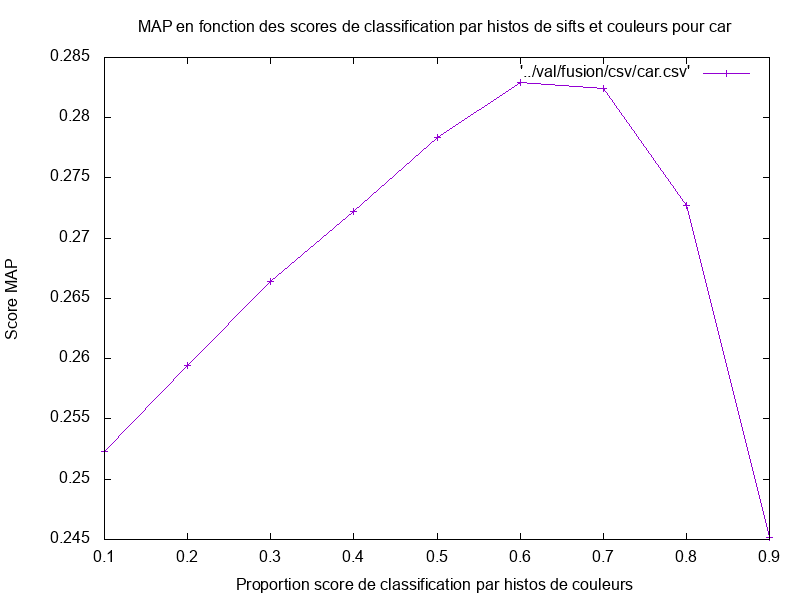 MAP en fonction des scores de classification par histos de sifts et couleurs pour car
'../val/fusion/csv/car.csv'
Score MAP
0.285
0.28
0.275
0.27
0.265
0.26
0.255
0.25
0.245
0.1 0.2 0.3 0.4 0.5 0.6 0.7 0.8 0.9
Proportion score de classification par histos de couleurs